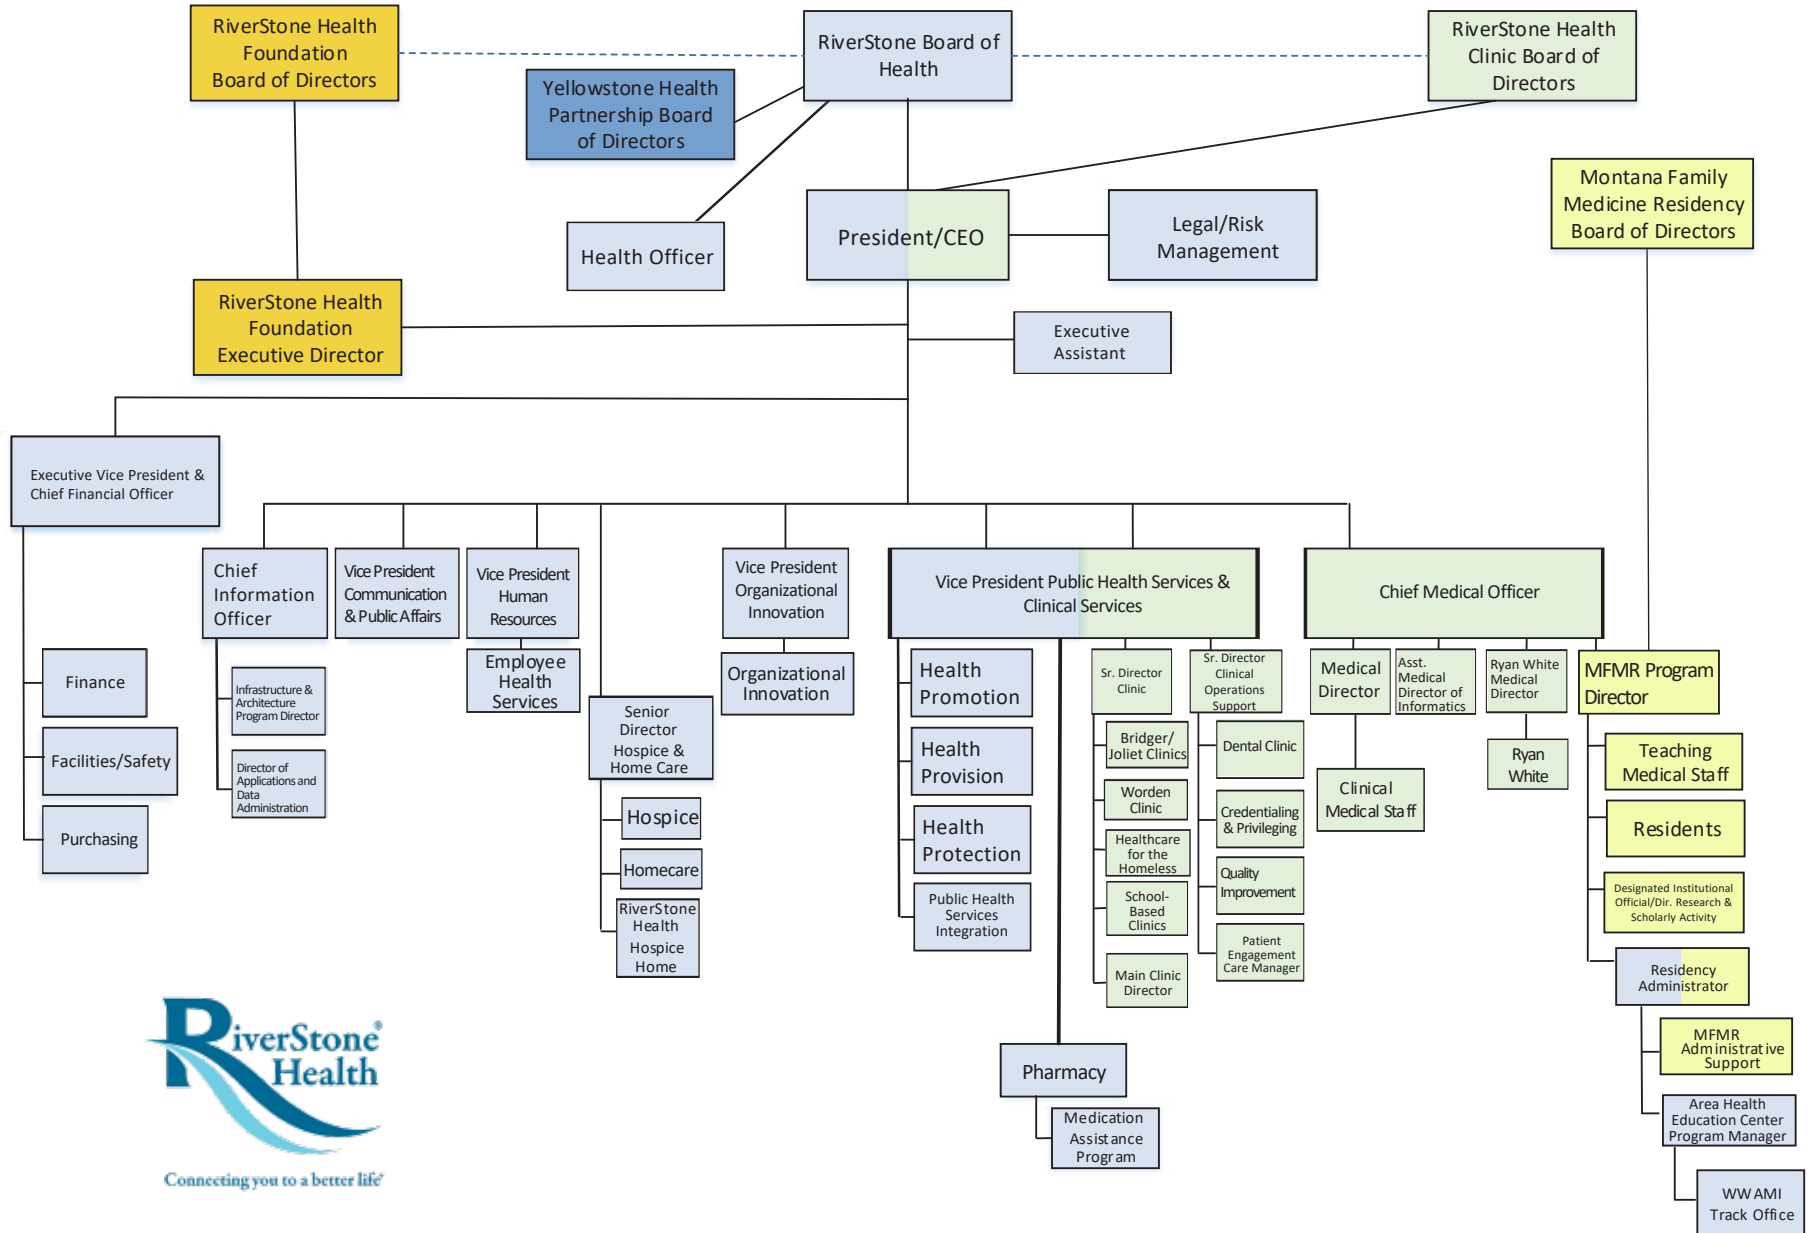 RiverStone Health
Foundation
Board of Directors
RiverStone Board of
Health
RiverStone Health
Clinic Board of
Directors
Yellowstone Health
Partnership Board
of Directors
Montana Family
Medicine Residency
Board of Directors
Health Officer
President/CEO
Legal/Risk
Management
RiverStone Health
Foundation
Executive Director
Executive
Assistant
Executive Vice President &
Chief Financial Officer
Finance
Facilities/Safety
Purchasing
Chief
Information
Officer
Infrastructure &
Architecture
Program Director
Director of
Applications and
Data
Administration
Vice President
Communication
& Public Affairs
Vice President
Human
Resources
Employee
Health
Services
Senior
Director
Hospice &
Home Care
Hospice
Homecare
RiverStone
Health
Hospice
Home
Vice President
Organizational
Innovation
Organizational
Innovation
Vice President Public Health Services &
Clinical Services
Health
Promotion
Health
Provision
Health
Protection
Public Health
Services
Integration
Pharmacy
Medication
Assistance
Program
Sr. Director
Clinic
Bridger/
Joliet Clinics
Worden
Clinic
Healthcare
for the
Homeless
School-
Based
Clinics
Main Clinic
Director
Sr. Director
Clinical
Operations
Support
Dental Clinic
Credentialing
& Privileging
Quality
Improvement
Patient
Engagement
Care Manager
Chief Medical Officer
Medical
Director
Clinical
Medical Staff
Asst.
Medical
Director of
Informatics
Ryan White
Medical
Director
Ryan
White
MFMR Program
Director
Teaching
Medical Staff
Residents
Designated Institutional
Official/Dir. Research &
Scholarly Activity
Residency
Administrator
MFMR
Administrative
Support
Area Health
Education Center
Program Manager
WWAMI
Track Office
RiverStone®
Health
Connecting you to a better life®